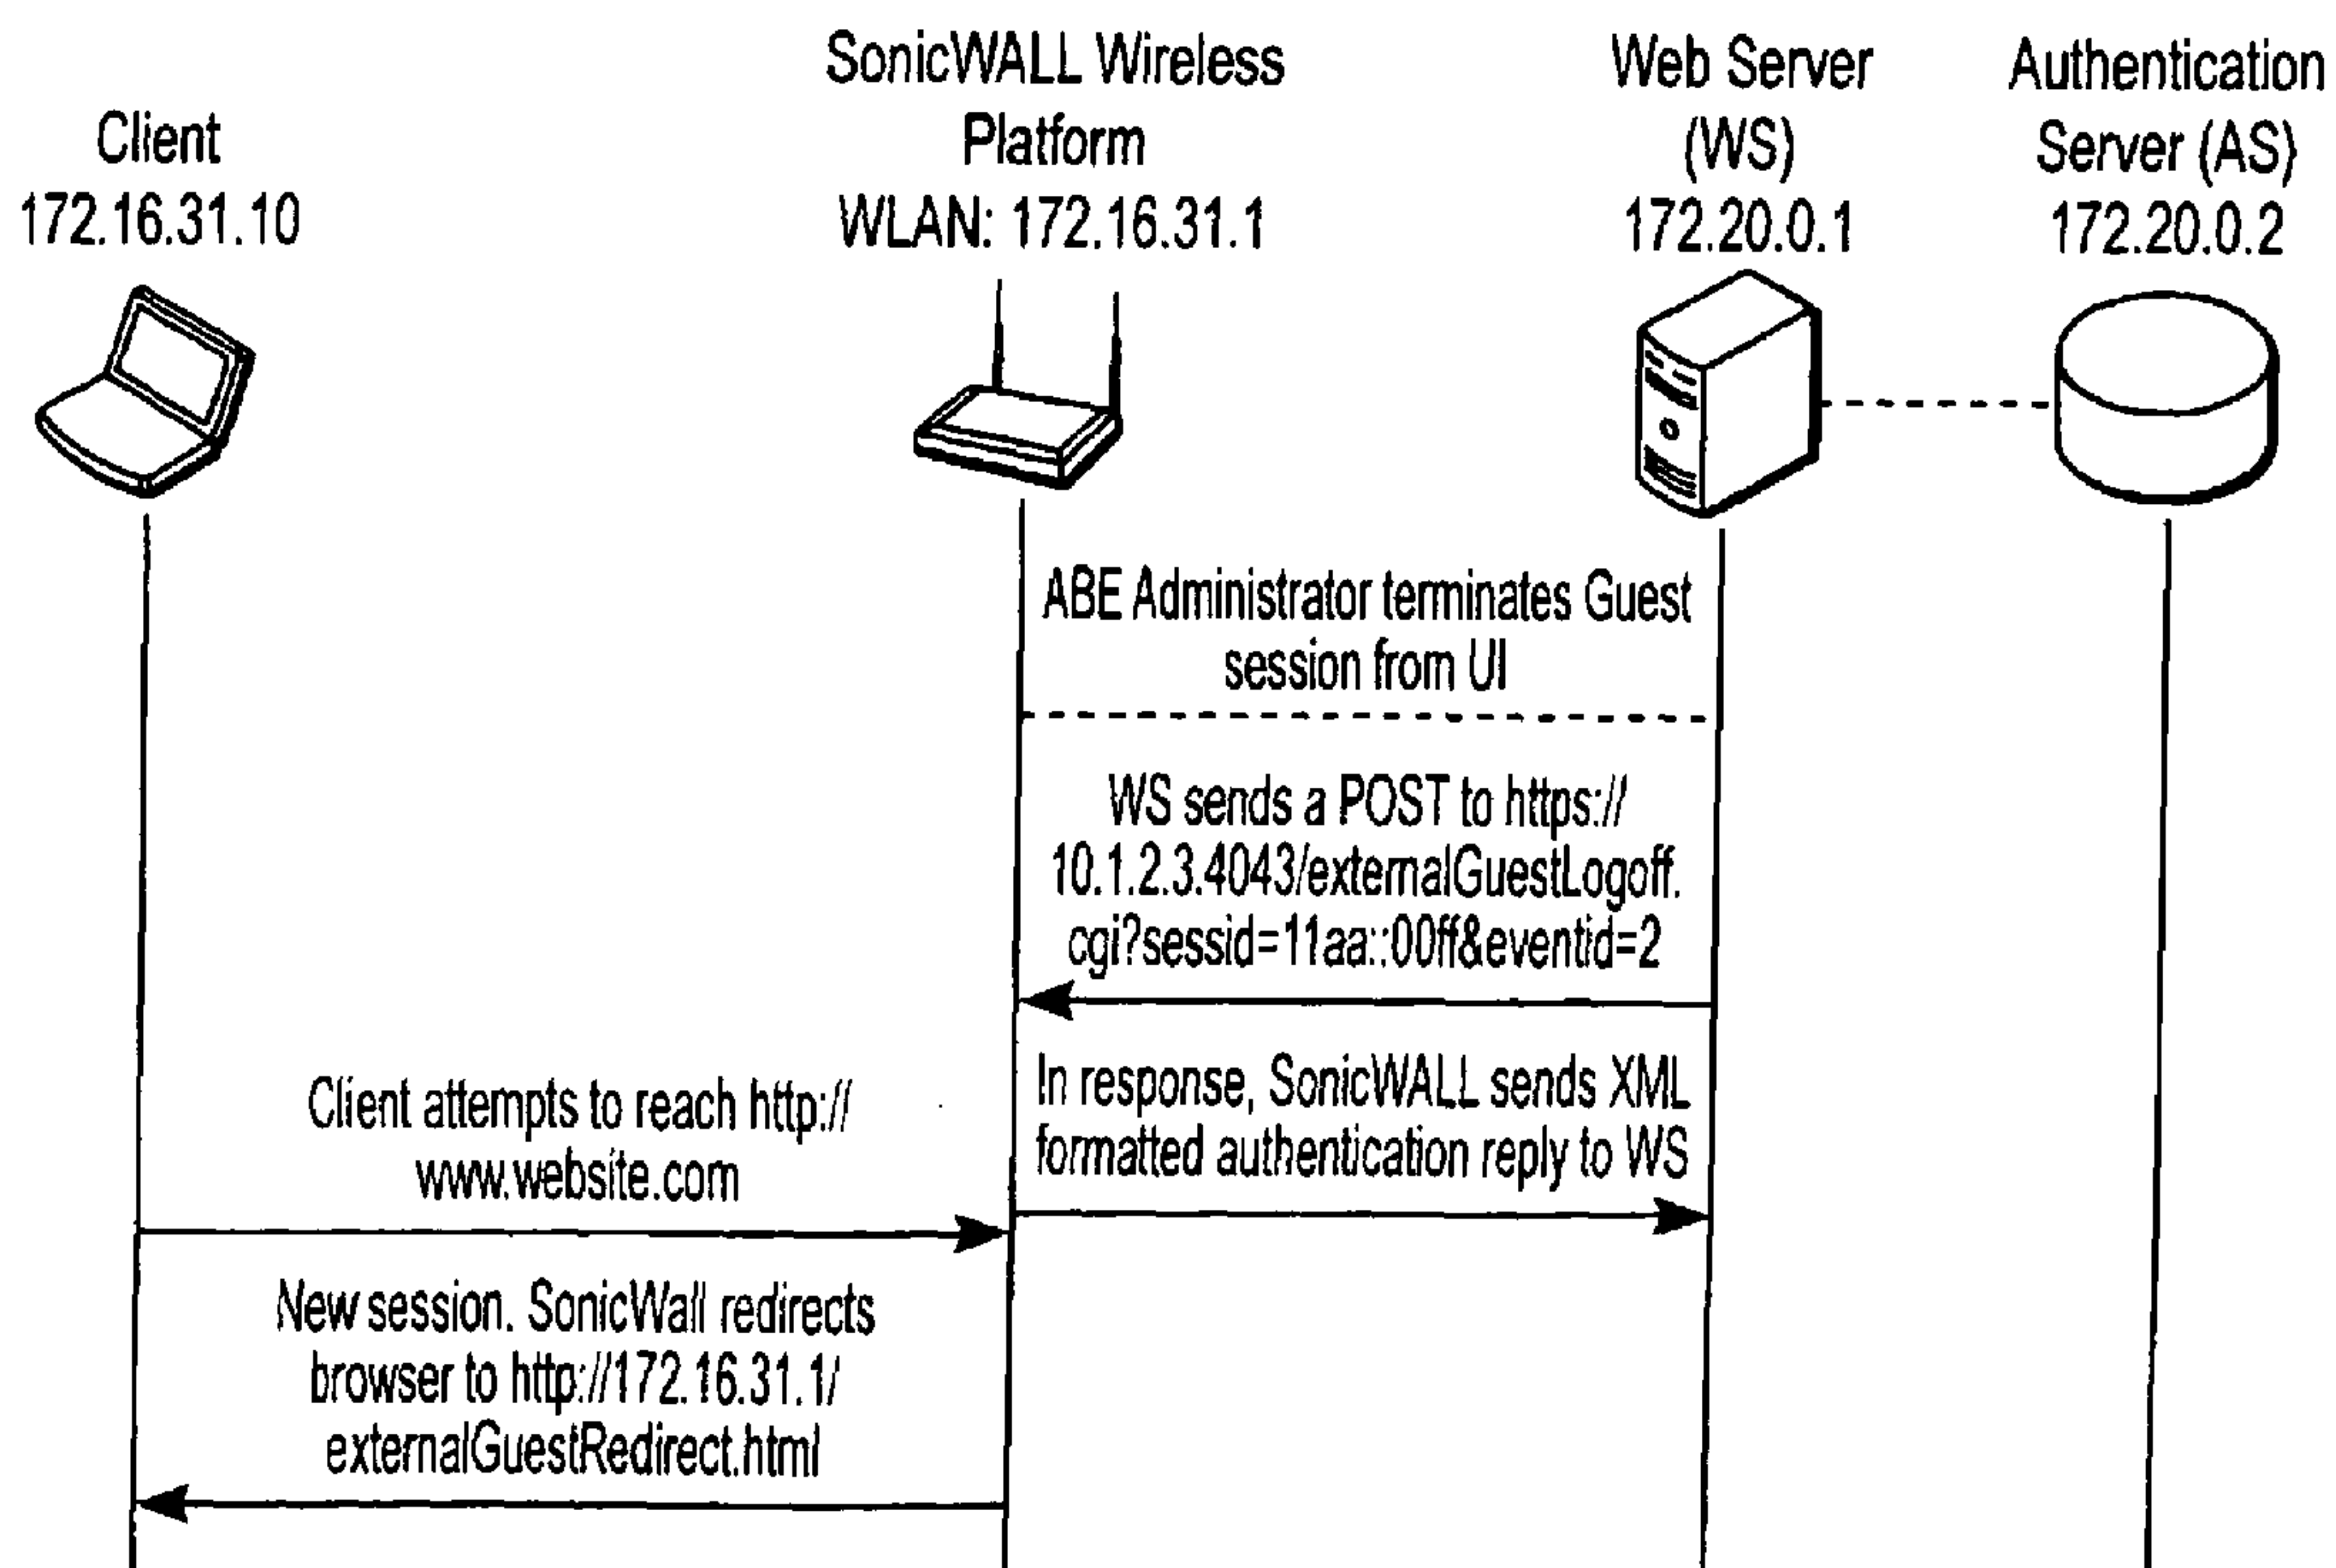 Client
172.16.31.10
SonicWALL Wireless
Platform
WLAN: 172.16.31.1
Web Server
(WS)
172.20.0.1
Authentication
Server (AS)
172.20.0.2
ABE Administrator terminates Guest
session from UI
WS sends a POST to https://
10.1.2.3.4043/externalGuestLogoff.
cgi?sessid=11aa::00ff&eventid=2
In response, SonicWALL sends XML
formatted authentication reply to WS
Client attempts to reach http://
www.website.com
New session. SonicWall redirects
browser to http://172.16.31.1/
externalGuestRedirect.html